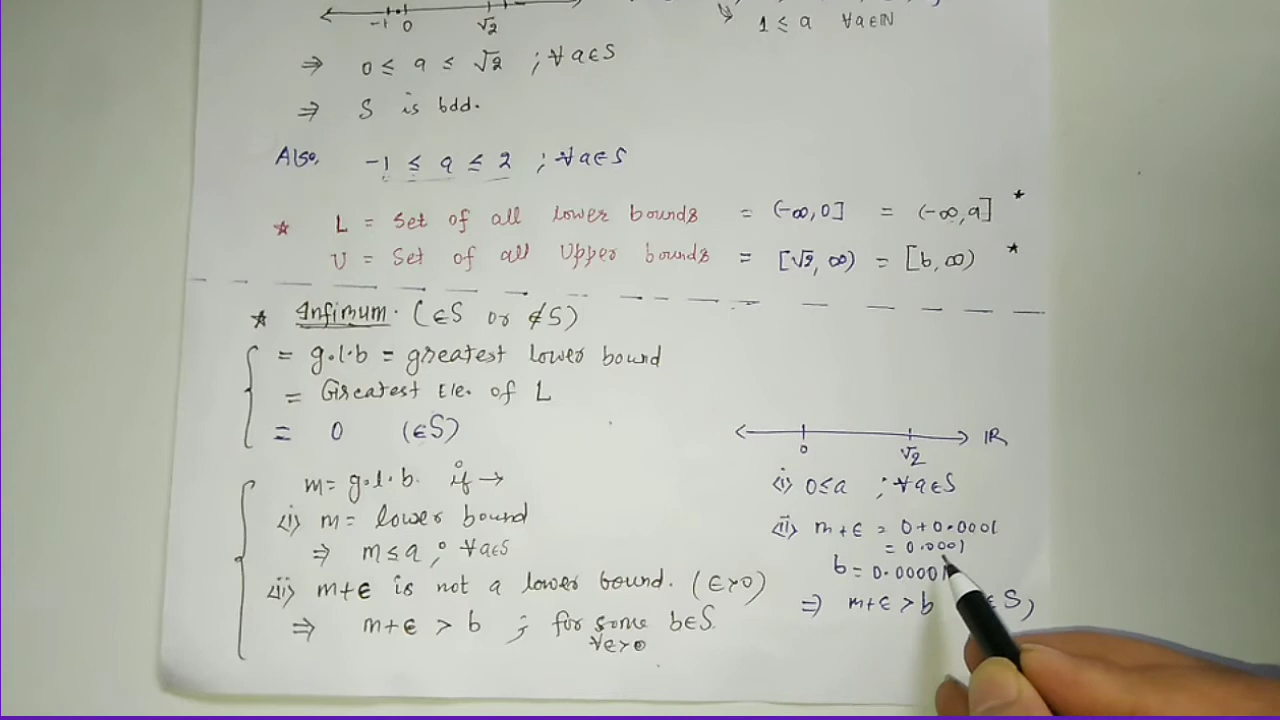 -1 0 √2
1 ≤ a ∀a∈ℕ
⇒ 0 ≤ a ≤ √2 ; ∀a∈S
⇒ S is bdd.
Also, -1 ≤ a ≤ 2 ; ∀a∈S
* L = Set of all lower bounds = (-∞,0] = (-∞,a] *
U = Set of all Upper bounds = [√2, ∞) = [b,∞) *
* Infimum. (∈S or ∉S)
= g.l.b = greatest lower bound
= Greatest Ele. of L
= 0 (∈S)
m = g.l.b. if →
(i) m = lower bound
⇒ m ≤ a ; ∀a∈S
(ii) m+ε is not a lower bound. (ε>0)
⇒ m+ε > b ; for some b∈S.
∀ε>0
0 √2 ℝ
(i) 0≤a ; ∀a∈S
(ii) m+ε = 0+0.0001
= 0.0001
b = 0.00001
⇒ m+ε > b ∈S)